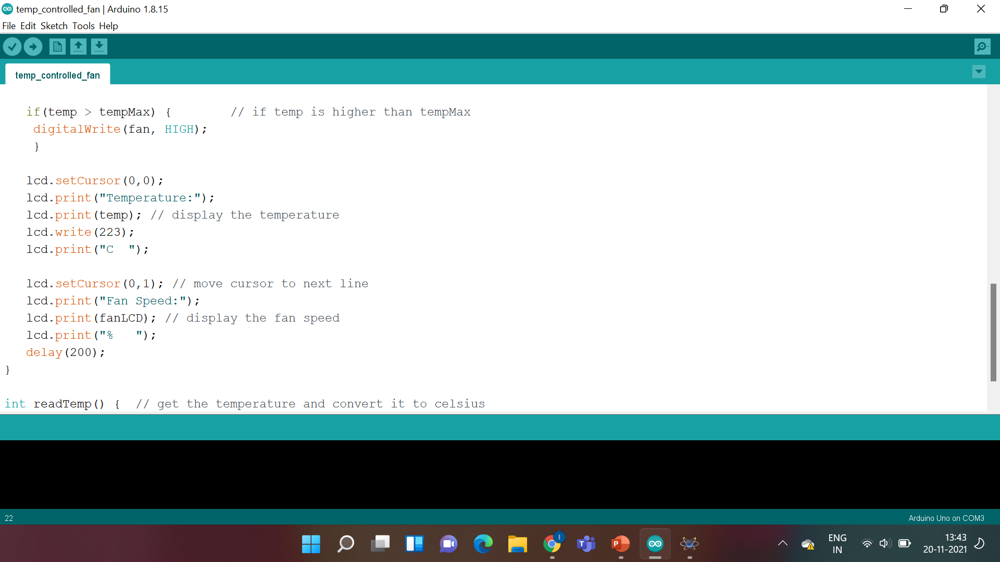 temp_controlled_fan | Arduino 1.8.15
File Edit Sketch Tools Help
temp_controlled_fan
if(temp > tempMax) {        // if temp is higher than tempMax
digitalWrite(fan, HIGH);
}
lcd.setCursor(0,0);
lcd.print("Temperature:");
lcd.print(temp); // display the temperature
lcd.write(223);
lcd.print("C  ");
lcd.setCursor(0,1); // move cursor to next line
lcd.print("Fan Speed:");
lcd.print(fanLCD); // display the fan speed
lcd.print("%   ");
delay(200);
}
int readTemp() {  // get the temperature and convert it to celsius
22
Arduino Uno on COM3
ENG
IN
13:43
20-11-2021